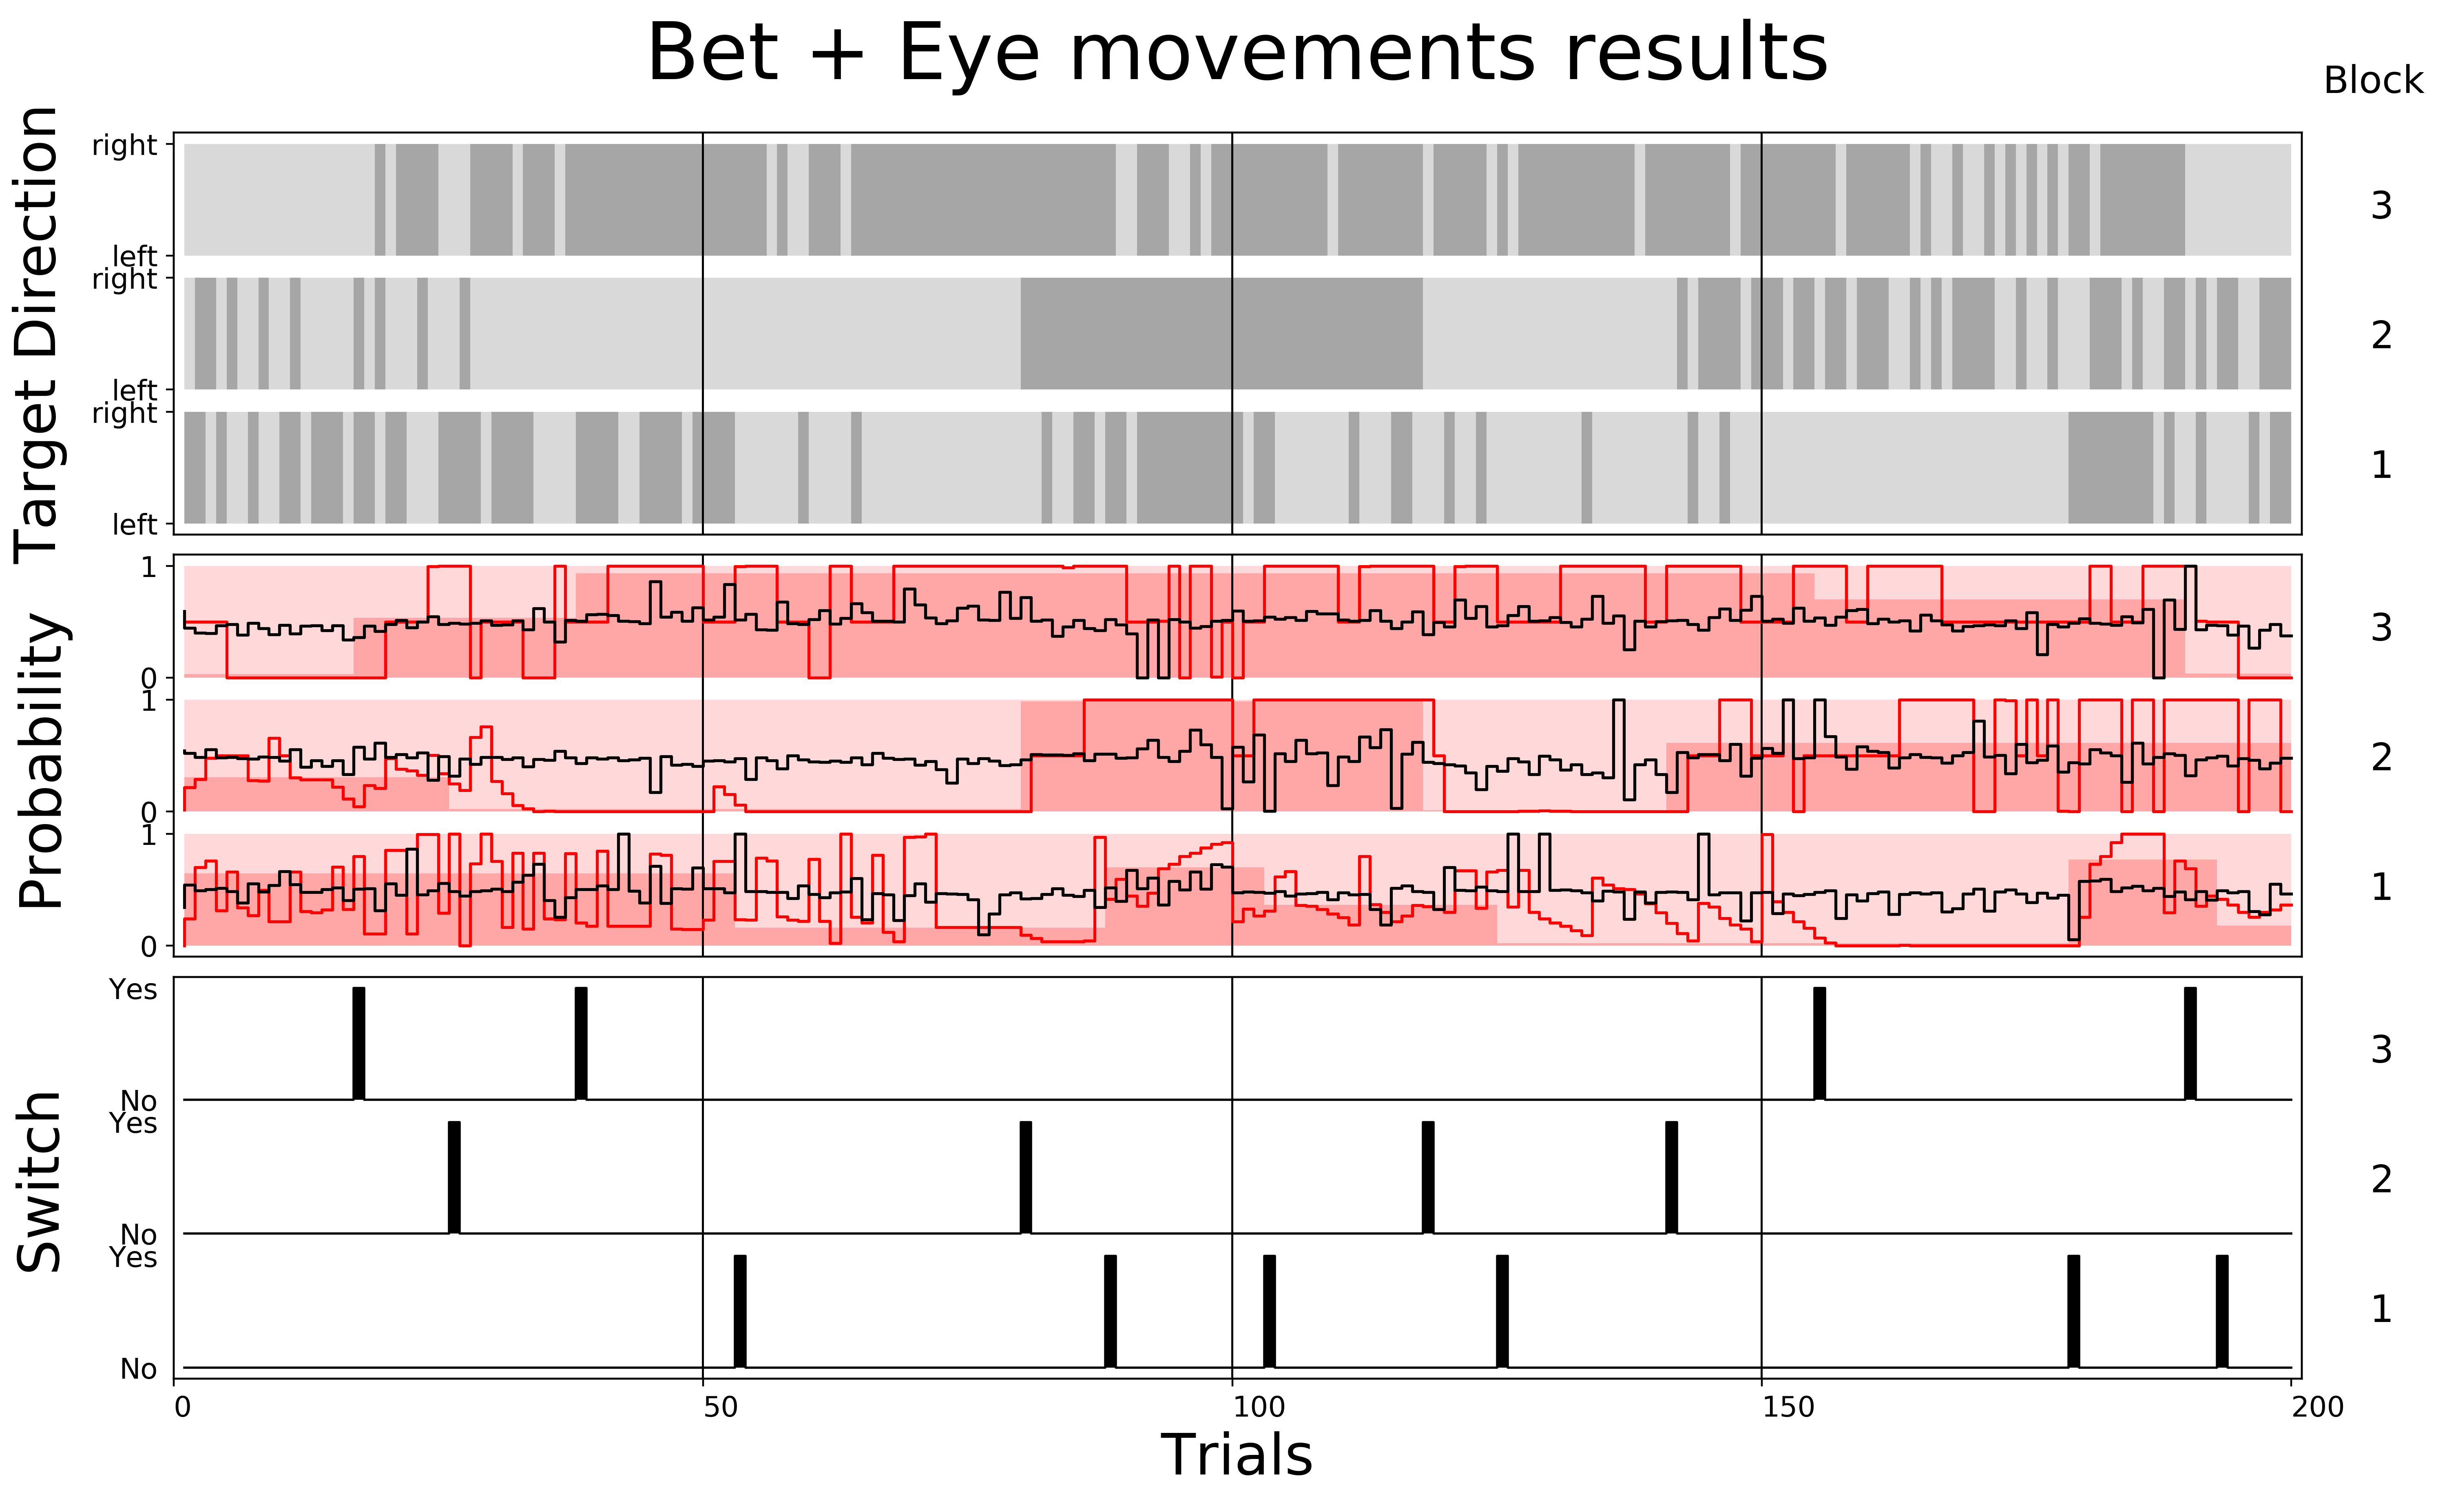 Bet + Eye movements results
Block
Target Direction
right
left
3
right
left
2
right
left
1
Probability
1
0
3
1
0
2
1
0
1
Switch
Yes
No
3
Yes
No
2
Yes
No
1
0 50 100 150 200
Trials